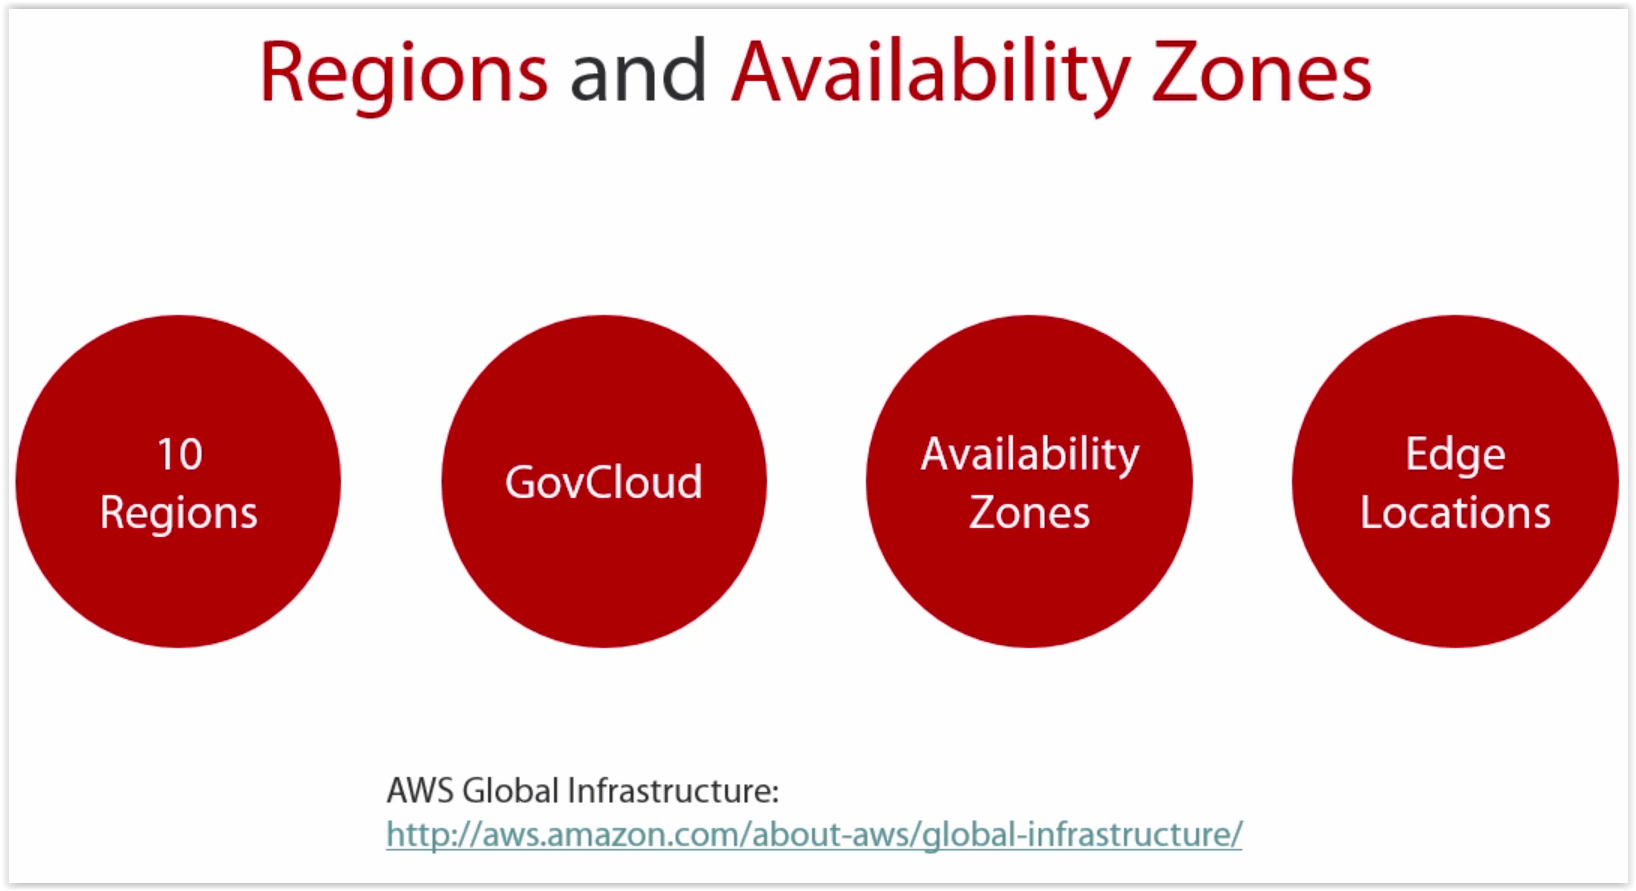 Regions and Availability Zones
10
Regions
GovCloud
Availability
Zones
Edge
Locations
AWS Global Infrastructure:
http://aws.amazon.com/about-aws/global-infrastructure/